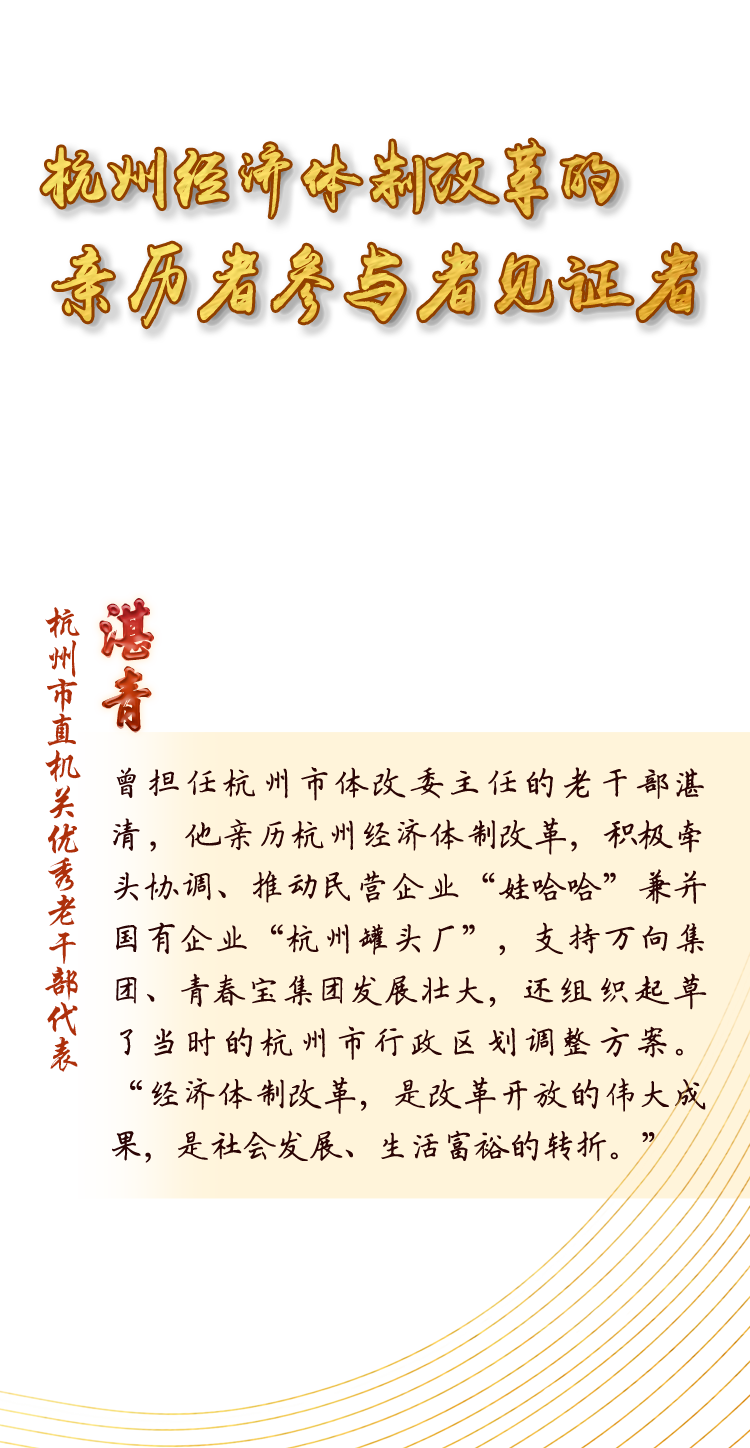 杭州经济体制改革的
亲历者参与者见证者
湛青
杭州市直机关优秀老干部代表
曾担任杭州市体改委主任的老干部湛
清，他亲历杭州经济体制改革，积极牵
头协调、推动民营企业“娃哈哈”兼并
国有企业“杭州罐头厂”，支持万向集
团、青春宝集团发展壮大，还组织起草
了当时的杭州市行政区划调整方案。
“经济体制改革，是改革开放的伟大成
果，是社会发展、生活富裕的转折。”